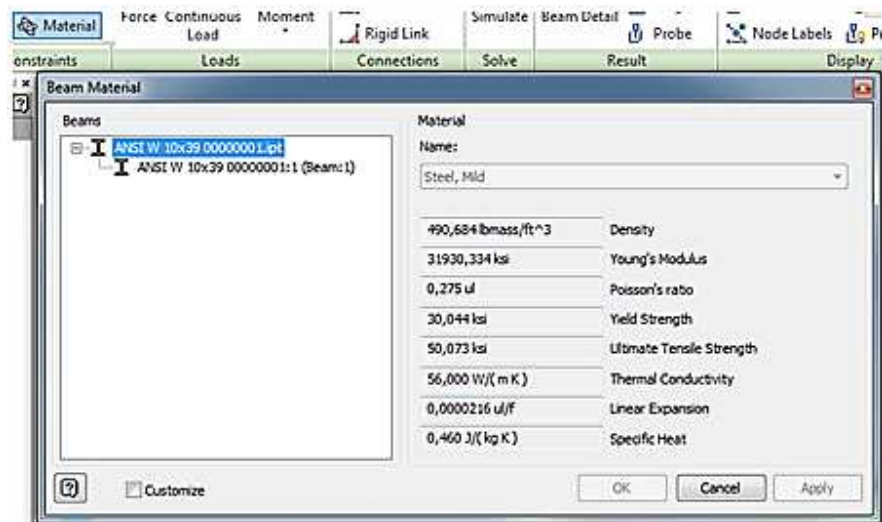 Material
Force Continuous Load
Moment
Rigid Link
Simulate
Beam Detail
Probe
Node Labels
onstraints
Loads
Connections
Solve
Result
Display
Beam Material
Beams
ANSI W 10x39 00000001.ipt
ANSI W 10x39 00000001:1 (Beam:1)
Customize
Material
Name:
Steel, Mild
490,684 lbmass/ft^3 Density
31930,334 ksi Young's Modulus
0,275 ul Poisson's ratio
30,044 ksi Yield Strength
50,073 ksi Ultimate Tensile Strength
56,000 W/( m K ) Thermal Conductivity
0,0000216 ul/f Linear Expansion
0,460 J/( kg K ) Specific Heat
OK
Cancel
Apply